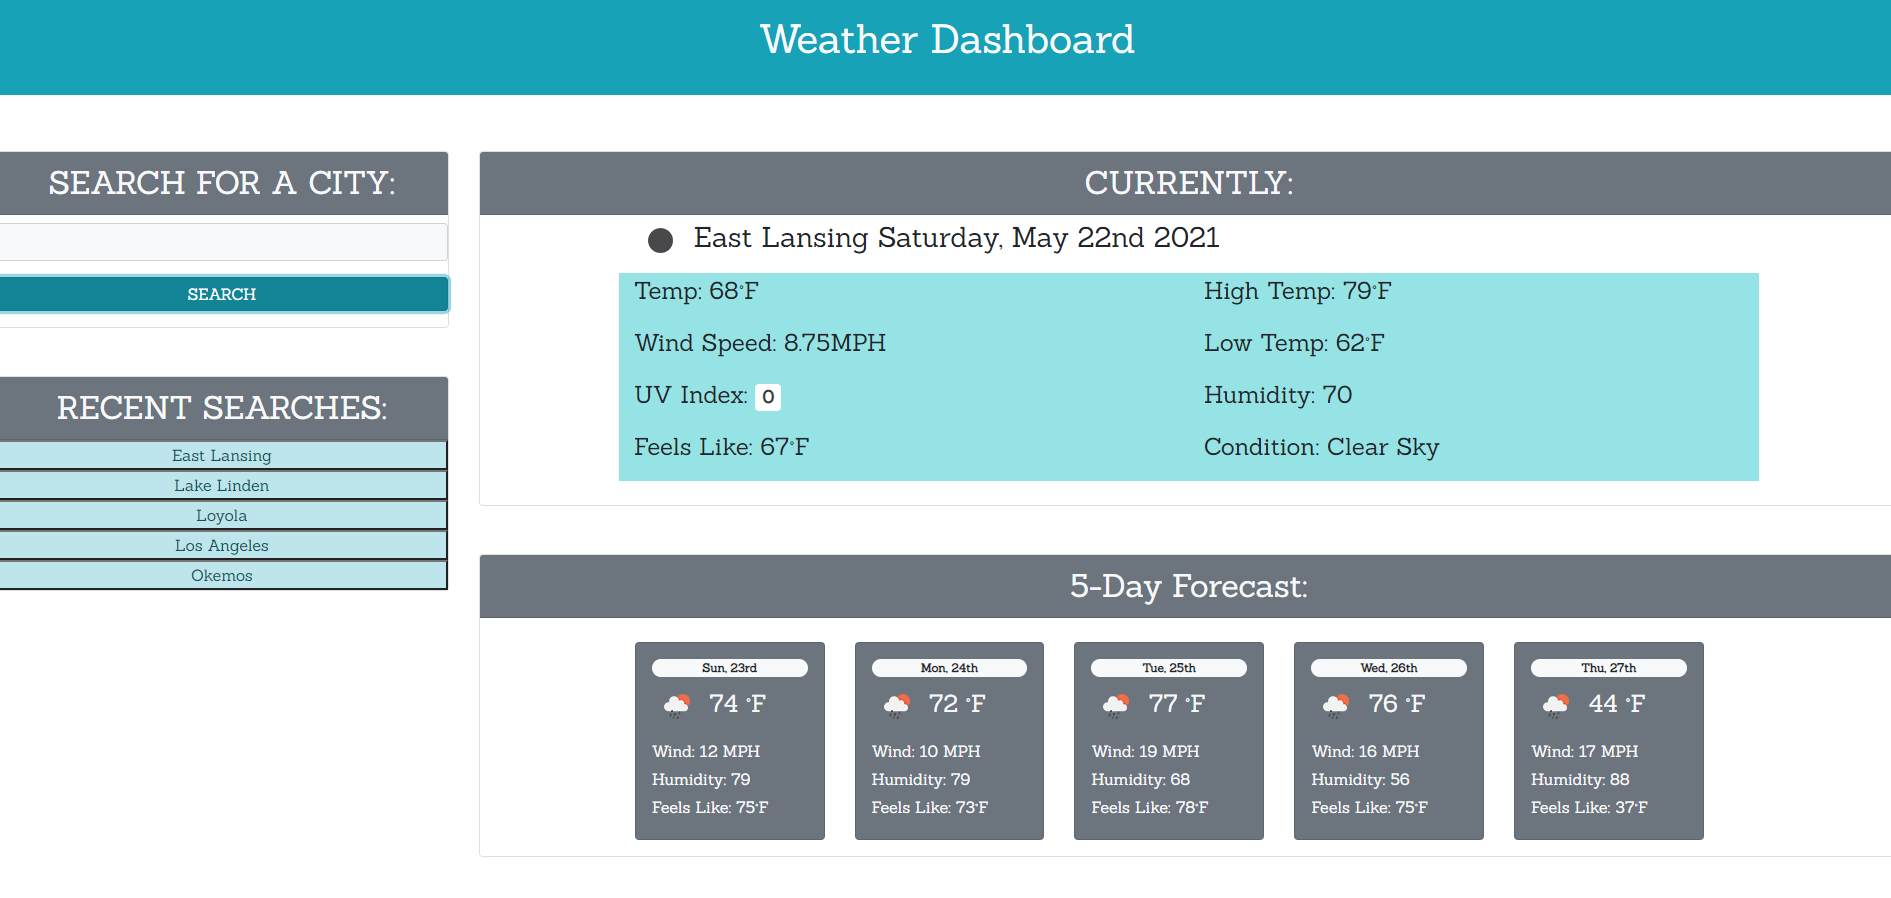 Weather Dashboard
SEARCH FOR A CITY:
SEARCH
RECENT SEARCHES:
East Lansing
Lake Linden
Loyola
Los Angeles
Okemos
CURRENTLY:
East Lansing Saturday, May 22nd 2021
Temp: 68°F
Wind Speed: 8.75MPH
UV Index: 0
Feels Like: 67°F
High Temp: 79°F
Low Temp: 62°F
Humidity: 70
Condition: Clear Sky
5-Day Forecast:
Sun, 23rd
74 °F
Wind: 12 MPH
Humidity: 79
Feels Like: 75°F
Mon, 24th
72 °F
Wind: 10 MPH
Humidity: 79
Feels Like: 73°F
Tue, 25th
77 °F
Wind: 19 MPH
Humidity: 68
Feels Like: 78°F
Wed, 26th
76 °F
Wind: 16 MPH
Humidity: 56
Feels Like: 75°F
Thu, 27th
44 °F
Wind: 17 MPH
Humidity: 88
Feels Like: 37°F